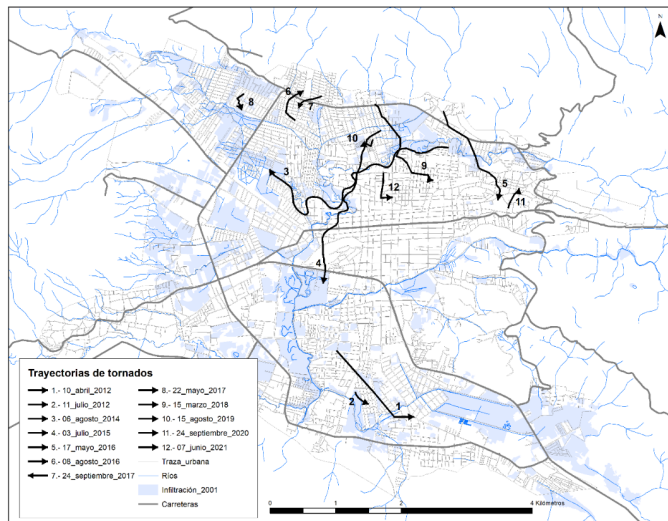 N
6
7
8
10
9
3
12
5
11
4
2
1
Trayectorias de tornados
1.- 10_abril_2012
2.- 11_julio_2012
3.- 06_agosto_2014
4.- 03_julio_2015
5.- 17_mayo_2016
6.- 08_agosto_2016
7.- 24_septiembre_2017
8.- 22_mayo_2017
9.- 15_marzo_2018
10.- 15_agosto_2019
11.- 24_septiembre_2020
12.- 07_junio_2021
Traza_urbana
Ríos
Infiltración_2001
Carreteras
0 1 2 4 Kilómetros